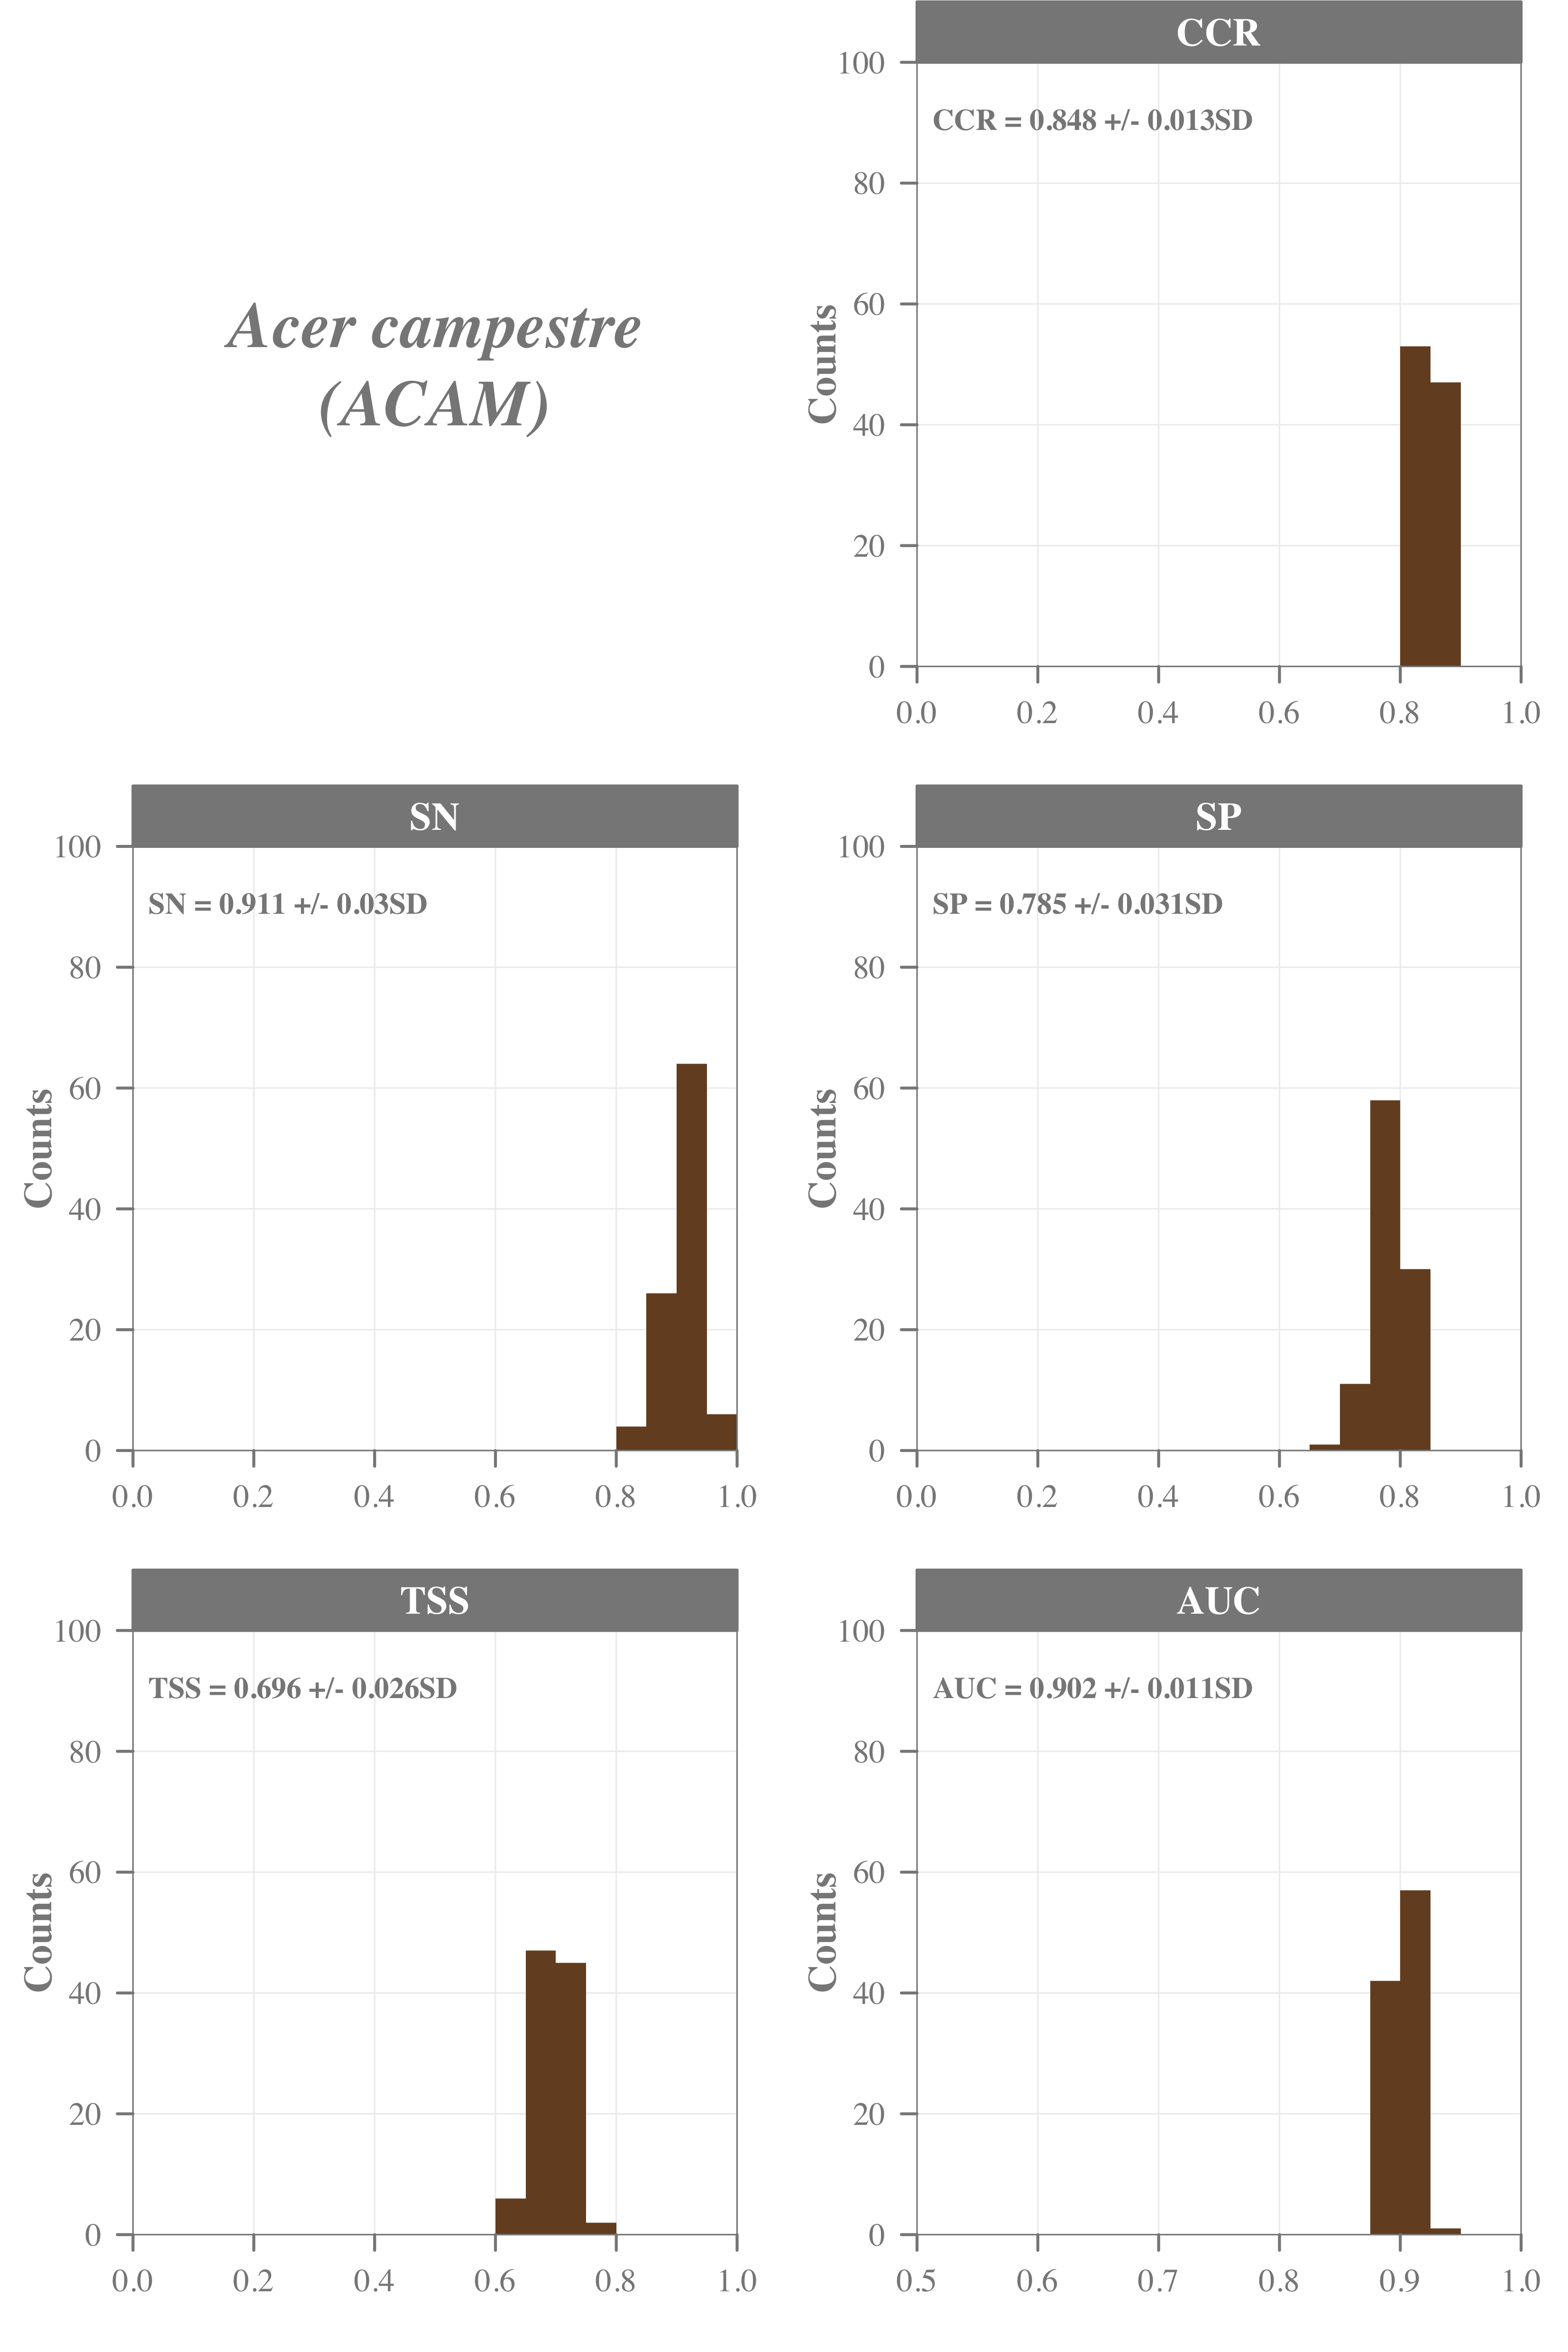 Acer campestre
(ACAM)
CCR
CCR = 0.848 +/- 0.013SD
Counts
100
80
60
40
20
0
0.0 0.2 0.4 0.6 0.8 1.0
SN
SN = 0.911 +/- 0.03SD
Counts
100
80
60
40
20
0
0.0 0.2 0.4 0.6 0.8 1.0
SP
SP = 0.785 +/- 0.031SD
Counts
100
80
60
40
20
0
0.0 0.2 0.4 0.6 0.8 1.0
TSS
TSS = 0.696 +/- 0.026SD
Counts
100
80
60
40
20
0
0.0 0.2 0.4 0.6 0.8 1.0
AUC
AUC = 0.902 +/- 0.011SD
Counts
100
80
60
40
20
0
0.5 0.6 0.7 0.8 0.9 1.0